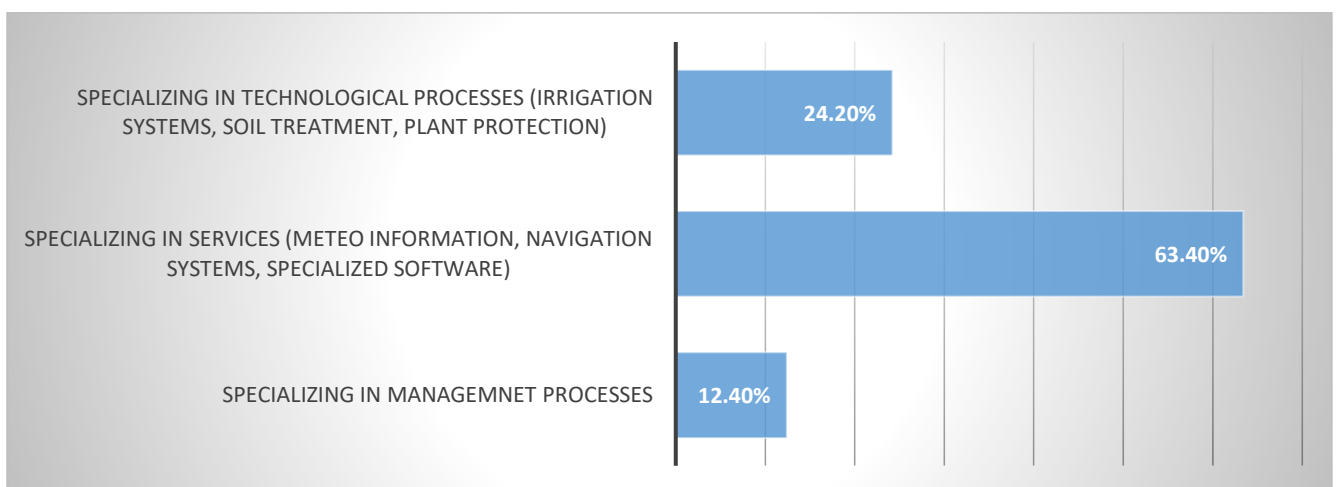 SPECIALIZING IN TECHNOLOGICAL PROCESSES (IRRIGATION
SYSTEMS, SOIL TREATMENT, PLANT PROTECTION)
24.20%
SPECIALIZING IN SERVICES (METEO INFORMATION, NAVIGATION
SYSTEMS, SPECIALIZED SOFTWARE)
63.40%
SPECIALIZING IN MANAGEMNET PROCESSES
12.40%